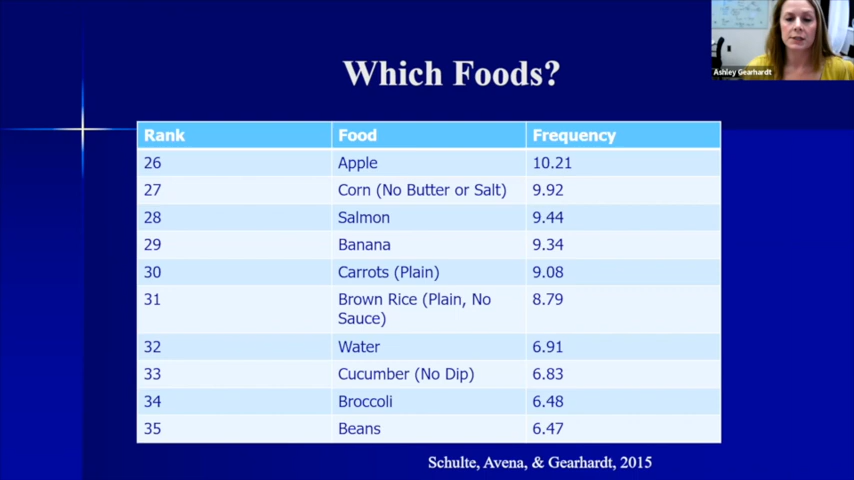 Ashley Gearhardt
Which Foods?
Rank Food Frequency
26 Apple 10.21
27 Corn (No Butter or Salt) 9.92
28 Salmon 9.44
29 Banana 9.34
30 Carrots (Plain) 9.08
31 Brown Rice (Plain, No 8.79
Sauce)
32 Water 6.91
33 Cucumber (No Dip) 6.83
34 Broccoli 6.48
35 Beans 6.47
Schulte, Avena, & Gearhardt, 2015